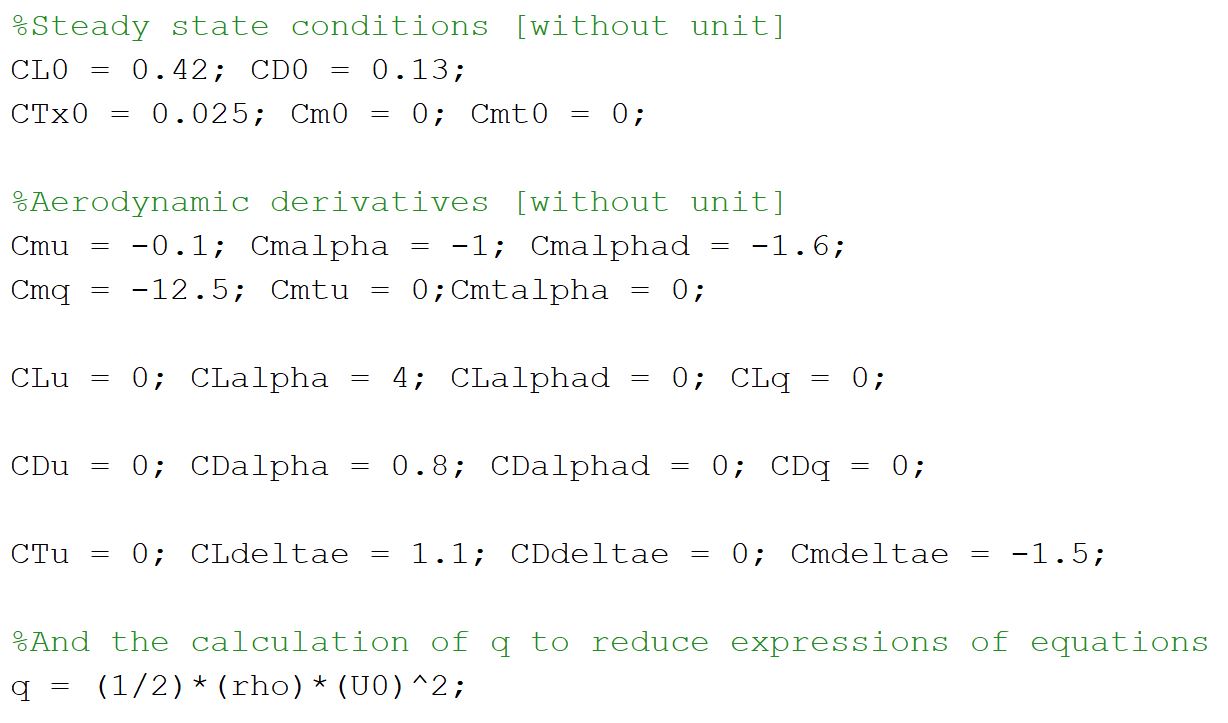 %Steady state conditions [without unit]
CL0 = 0.42; CD0 = 0.13;
CTx0 = 0.025; Cm0 = 0; Cmt0 = 0;
%Aerodynamic derivatives [without unit]
Cmu = -0.1; Cmalpha = -1; Cmalphad = -1.6;
Cmq = -12.5; Cmtu = 0;Cmtalpha = 0;
CLu = 0; CLalpha = 4; CLalphad = 0; CLq = 0;
CDu = 0; CDalpha = 0.8; CDalphad = 0; CDq = 0;
CTu = 0; CLdeltae = 1.1; CDdeltae = 0; Cmdeltae = -1.5;
%And the calculation of q to reduce expressions of equations
q = (1/2)*(rho)*(U0)^2;